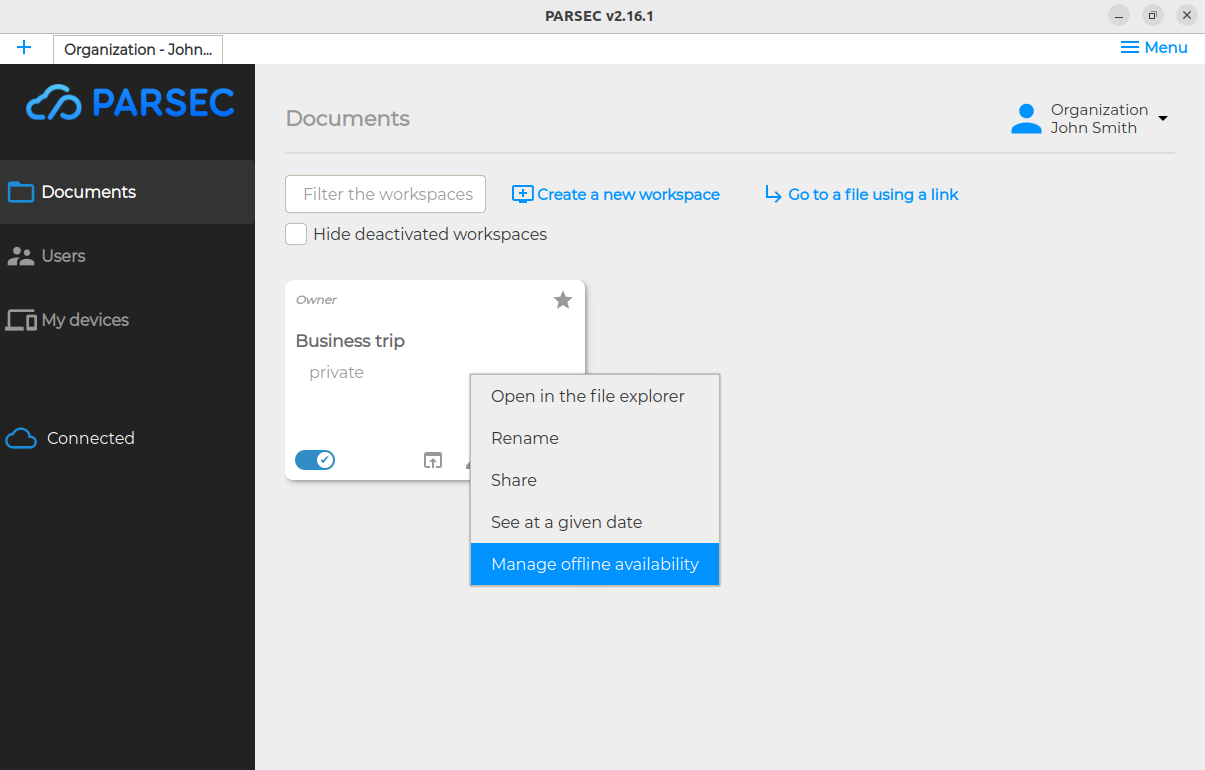 PARSEC v2.16.1
Organization - John...
Menu
PARSEC
Documents
Users
My devices
Connected
Documents
Organization
John Smith
Filter the workspaces
Create a new workspace
Go to a file using a link
Hide deactivated workspaces
Owner
Business trip
private
Open in the file explorer
Rename
Share
See at a given date
Manage offline availability